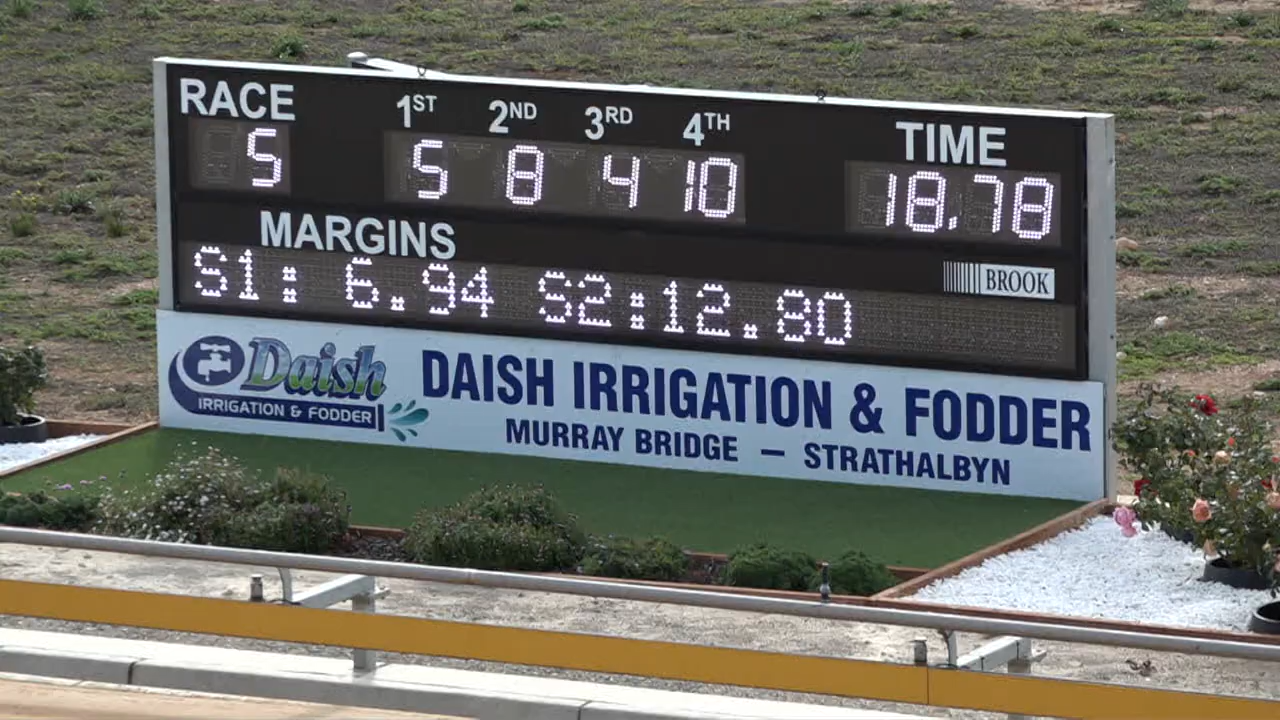 RACE 1ST 2ND 3RD 4TH TIME
5 5 8 4 10 18.78
MARGINS
BROOK
S1: 6.94 S2:12.80
Daish
IRRIGATION & FODDER
DAISH IRRIGATION & FODDER
MURRAY BRIDGE – STRATHALBYN